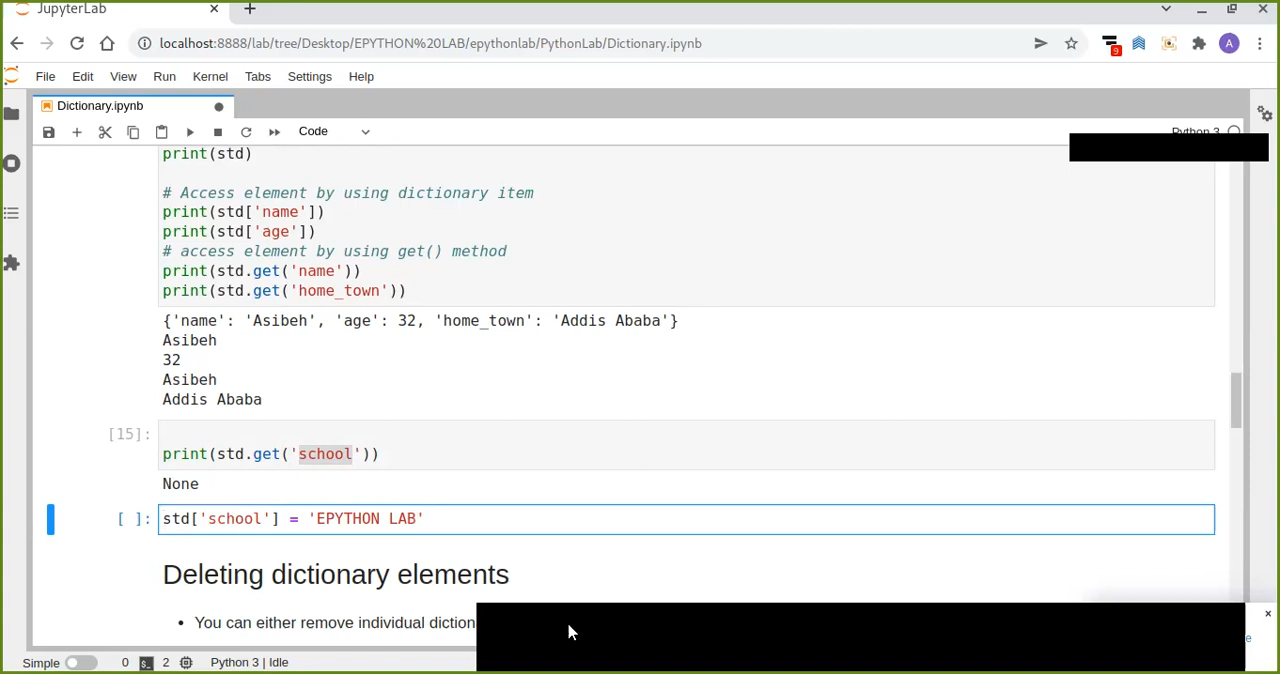 JupyterLab
localhost:8888/lab/tree/Desktop/EPYTHON%20LAB/epythonlab/PythonLab/Dictionary.ipynb
9
A
File Edit View Run Kernel Tabs Settings Help
Dictionary.ipynb
Code
Python 3
print(std)
# Access element by using dictionary item
print(std['name'])
print(std['age'])
# access element by using get() method
print(std.get('name'))
print(std.get('home_town'))
{'name': 'Asibeh', 'age': 32, 'home_town': 'Addis Ababa'}
Asibeh
32
Asibeh
Addis Ababa
[15]:
print(std.get('school'))
None
[ ]: std['school'] = 'EPYTHON LAB'
Deleting dictionary elements
• You can either remove individual diction
Simple 0 $_ 2 Python 3 | Idle